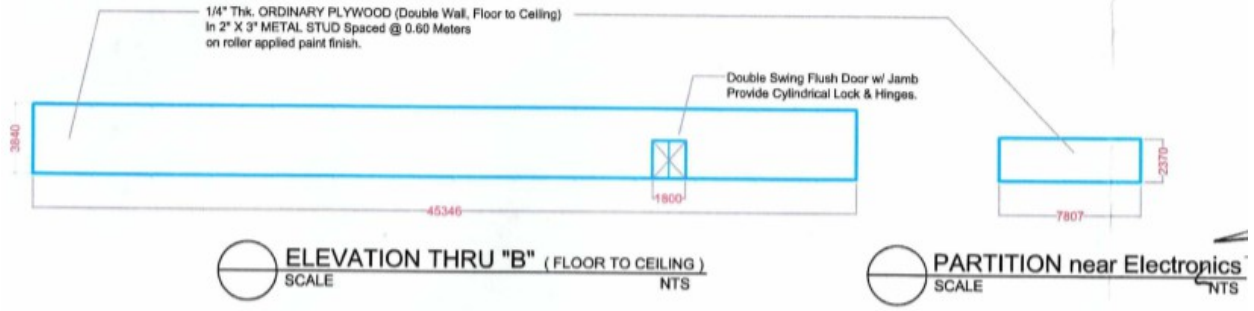 1/4" Thk. ORDINARY PLYWOOD (Double Wall, Floor to Ceiling)
In 2" X 3" METAL STUD Spaced @ 0.60 Meters
on roller applied paint finish.
Double Swing Flush Door w/ Jamb
Provide Cylindrical Lock & Hinges.
3840
2370
1800
45346
7807
ELEVATION THRU "B" ( FLOOR TO CEILING )
SCALE NTS
PARTITION near Electronics
SCALE NTS